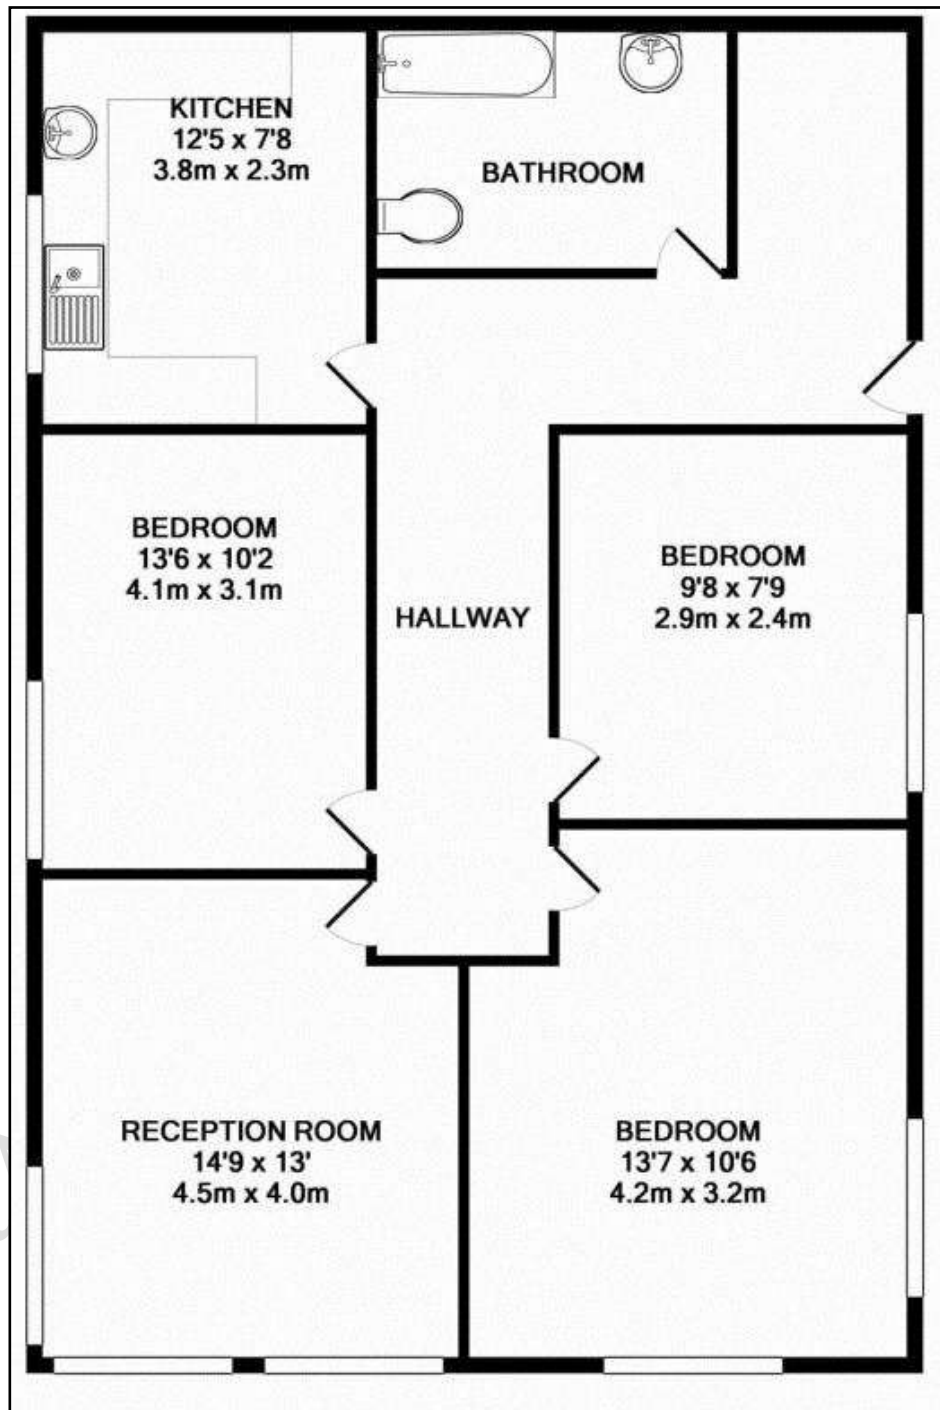 KITCHEN
12'5 x 7'8
3.8m x 2.3m
BATHROOM
BEDROOM
13'6 x 10'2
4.1m x 3.1m
BEDROOM
9'8 x 7'9
2.9m x 2.4m
HALLWAY
RECEPTION ROOM
14'9 x 13'
4.5m x 4.0m
BEDROOM
13'7 x 10'6
4.2m x 3.2m